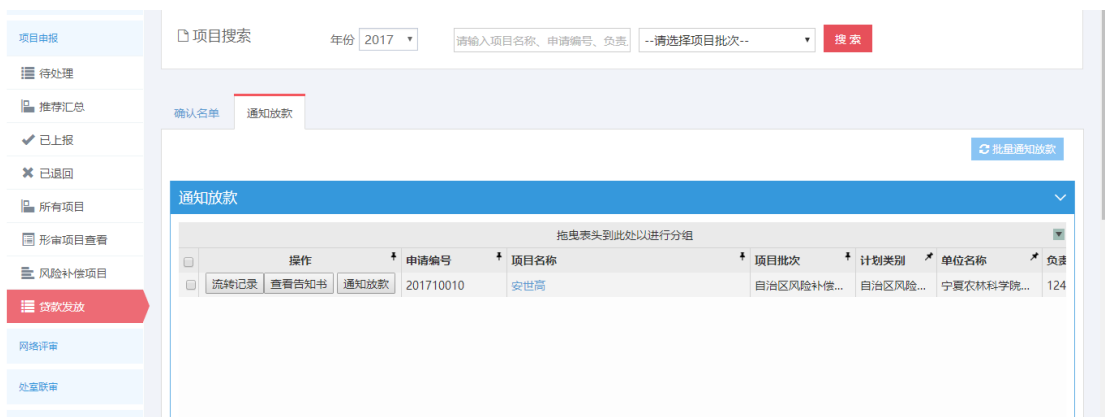 项目申报
待处理
推荐汇总
已上报
已退回
所有项目
形审项目查看
风险补偿项目
贷款发放
网络评审
处室联审
项目搜索 年份 2017 请输入项目名称、申请编号、负责 --请选择项目批次-- 搜 索
确认名单 通知放款
批量通知放款
通知放款
拖曳表头到此处以进行分组
操作 申请编号 项目名称 项目批次 计划类别 单位名称 负责
流转记录 查看告知书 通知放款 201710010 安世高 自治区风险补偿... 自治区风险... 宁夏农林科学院... 124